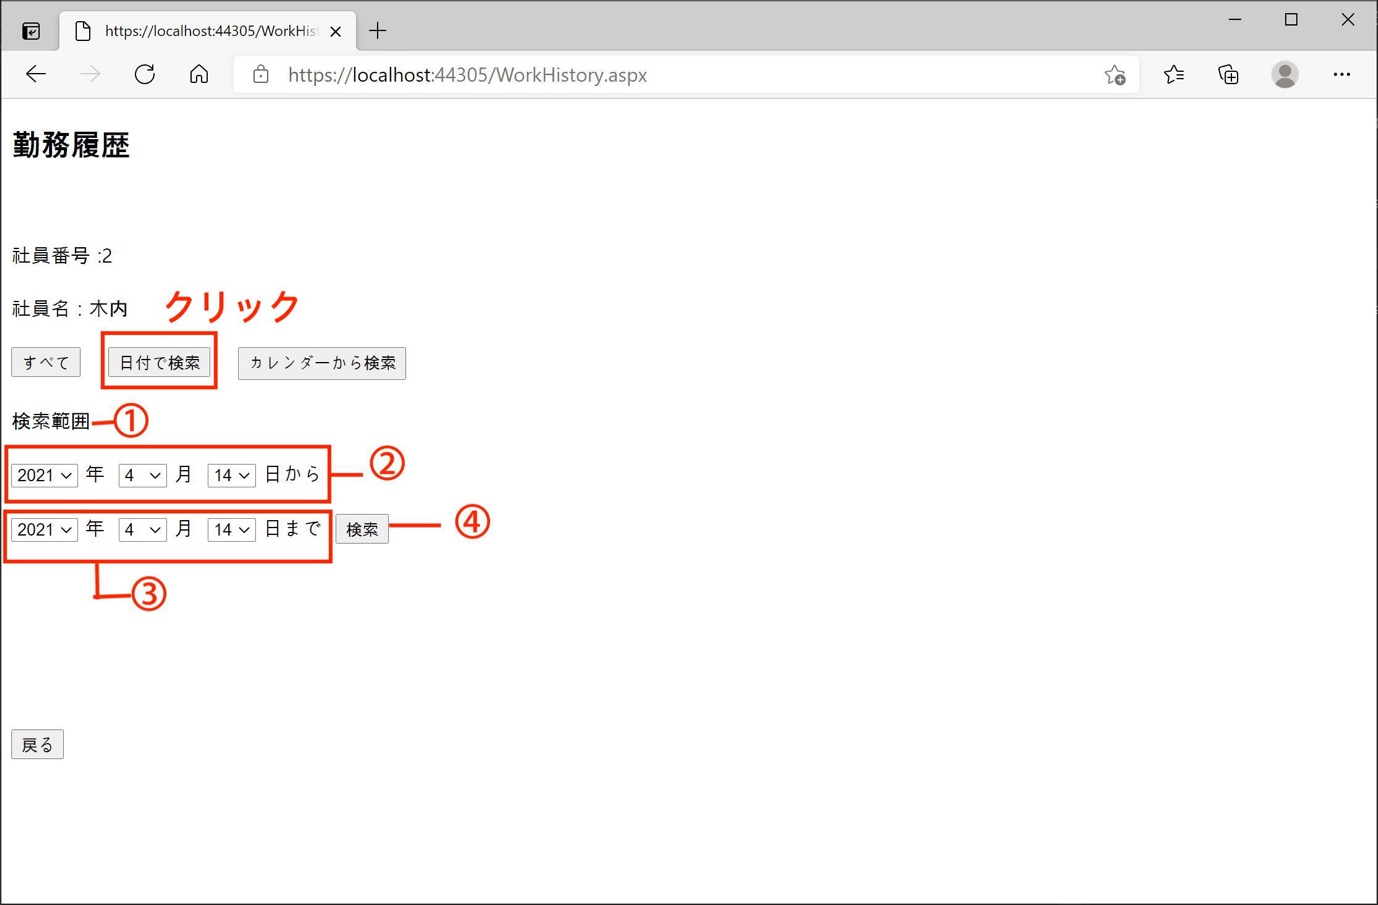 https://localhost:44305/WorkHis
https://localhost:44305/WorkHistory.aspx
勤務履歴
社員番号 :2
社員名 : 木内
クリック
すべて 日付で検索 カレンダーから検索
検索範囲 ①
2021 年 4 月 14 日から ②
2021 年 4 月 14 日まで 検索 ④
③
戻る